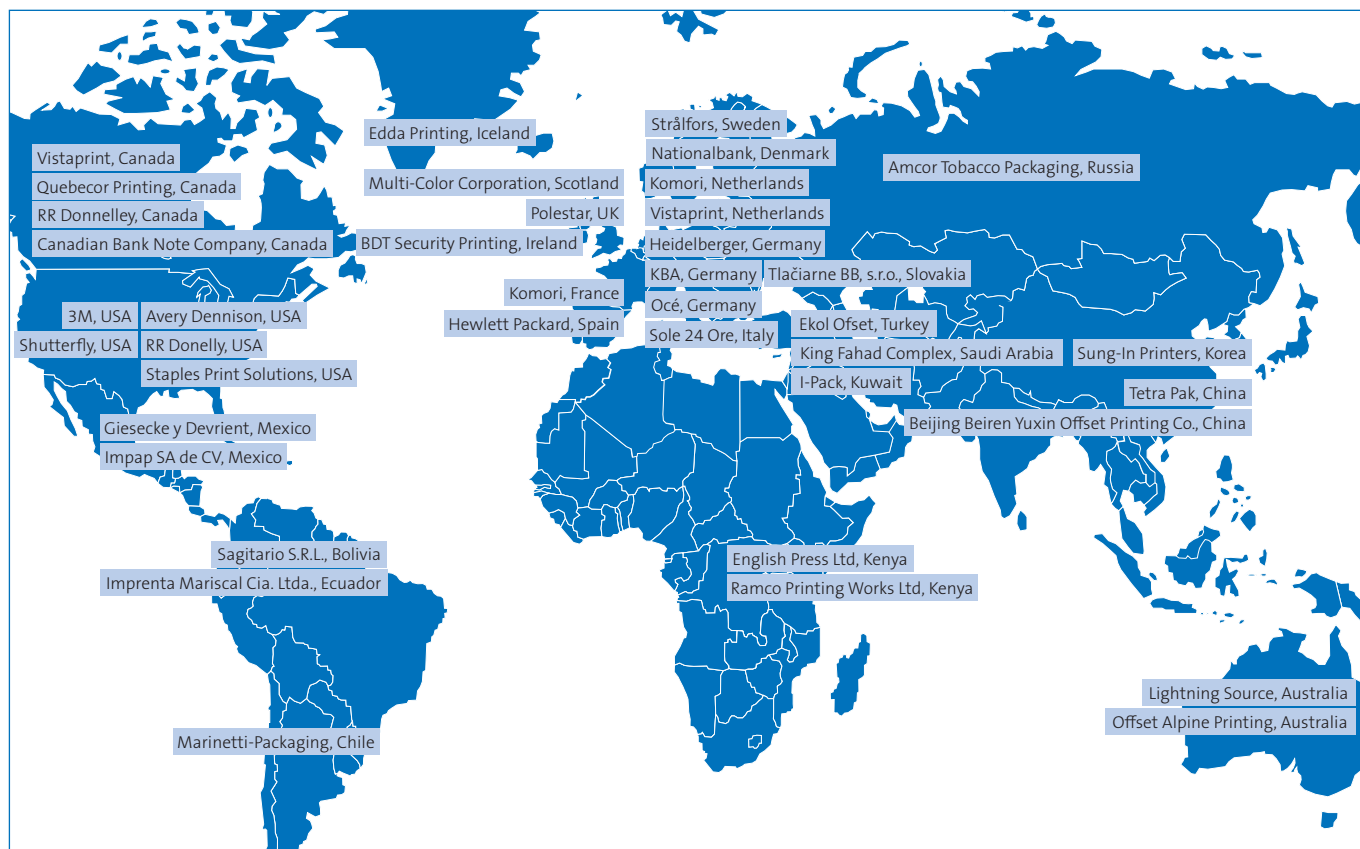 Edda Printing, Iceland
Strålfors, Sweden
Nationalbank, Denmark
Vistaprint, Canada
Amcor Tobacco Packaging, Russia
Quebecor Printing, Canada
Multi-Color Corporation, Scotland
Komori, Netherlands
RR Donnelley, Canada
Polestar, UK
Vistaprint, Netherlands
Canadian Bank Note Company, Canada
BDT Security Printing, Ireland
Heidelberger, Germany
KBA, Germany
Tlačiarne BB, s.r.o., Slovakia
Komori, France
Océ, Germany
3M, USA
Avery Dennison, USA
Hewlett Packard, Spain
Ekol Ofset, Turkey
Sole 24 Ore, Italy
Shutterfly, USA
RR Donelly, USA
King Fahad Complex, Saudi Arabia
Sung-In Printers, Korea
Staples Print Solutions, USA
I-Pack, Kuwait
Tetra Pak, China
Giesecke y Devrient, Mexico
Beijing Beiren Yuxin Offset Printing Co., China
Impap SA de CV, Mexico
Sagitario S.R.L., Bolivia
English Press Ltd, Kenya
Imprenta Mariscal Cia. Ltda., Ecuador
Ramco Printing Works Ltd, Kenya
Lightning Source, Australia
Offset Alpine Printing, Australia
Marinetti-Packaging, Chile